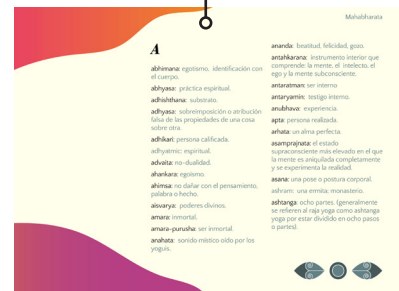 Mahabharata
A
abhimana: egotismo. identificación con
el cuerpo.
abhyasa: práctica espiritual.
adhishthana: substrato.
adhyasa: sobreimposición o atribución
falsa de las propiedades de una cosa
sobre otra.
adhikari: persona calificada.
adhyatmic: espiritual.
advaita: no-dualidad.
ahankara: egoísmo.
ahimsa: no dañar con el pensamiento,
palabra o hecho.
aisvarya: poderes divinos.
amara: inmortal.
amara-purusha: ser inmortal.
anahata: sonido místico oído por los
yoguis.
ananda: beatitud, felicidad, gozo.
antahkarana: instrumento interior que
comprende: la mente, el intelecto, el
ego y la mente subconsciente.
antaratman: ser interno
antaryamin: testigo interno.
anubhava: experiencia.
apta: persona realizada.
arhata: un alma perfecta.
asamprajnata: el estado
supraconsciente más elevado en el que
la mente es aniquilada completamente
y se experimenta la realidad.
asana: una pose o postura corporal.
ashram: una ermita; monasterio.
ashtanga: ocho partes. (generalmente
se refieren al raja yoga como ashtanga
yoga por estar dividido en ocho pasos
o partes).